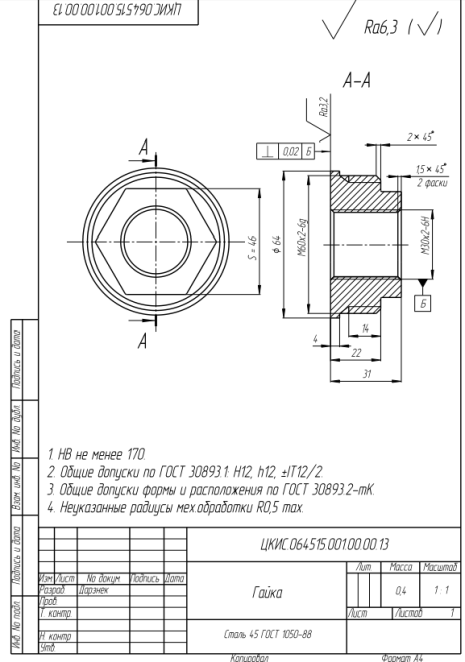 ЦКИС.064515.001.00.00.13
Ra6,3 (√)
А-А
Ra3,2
2 × 45°
⊥ 0,02 Б
1,5 × 45°
2 фаски
А
S = 46
ϕ 64
М60х2-6g
М30х2-6Н
Б
А
14
4
22
31
1. НВ не менее 170.
2. Общие допуски по ГОСТ 30893.1: Н12, h12, ±IT12/2.
3. Общие допуски формы и расположения по ГОСТ 30893.2-mK.
4. Неуказанные радиусы мех.обработки R0,5 max.
Подпись и дата
Инв. No дубл.
Взам. инв. No
Подпись и дата
Инв. No подл.
ЦКИС.064515.001.00.00.13
Лит. Масса Масштаб
Изм. Лист No докум. Подпись Дата
Разраб. Дарзнек
Гайка
0,4 1 : 1
Пров.
Т. контр.
Лист Листов 1
Н. контр.
Сталь 45 ГОСТ 1050-88
Утв.
Копировал Формат А4